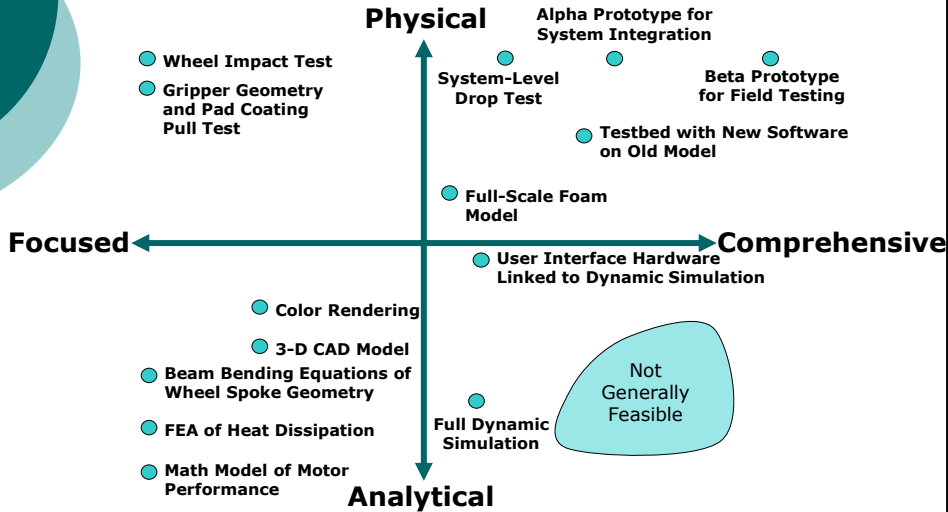 Physical
Alpha Prototype for
System Integration
Wheel Impact Test
Gripper Geometry
and Pad Coating
Pull Test
System-Level
Drop Test
Beta Prototype
for Field Testing
Testbed with New Software
on Old Model
Full-Scale Foam
Model
Focused
Comprehensive
User Interface Hardware
Linked to Dynamic Simulation
Color Rendering
3-D CAD Model
Beam Bending Equations of
Wheel Spoke Geometry
FEA of Heat Dissipation
Math Model of Motor
Performance
Full Dynamic
Simulation
Not
Generally
Feasible
Analytical